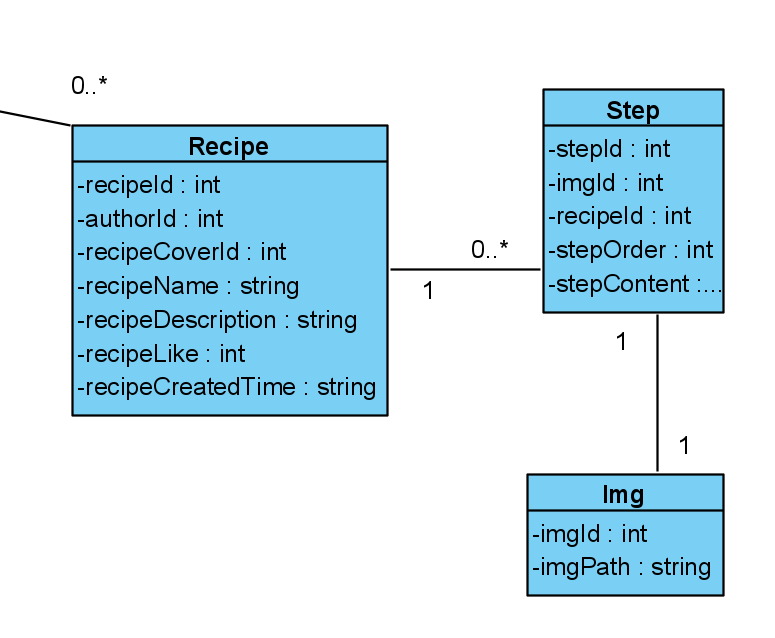 0..*
Recipe
-recipeId : int
-authorId : int
-recipeCoverId : int
-recipeName : string
-recipeDescription : string
-recipeLike : int
-recipeCreatedTime : string
1
0..*
Step
-stepId : int
-imgId : int
-recipeId : int
-stepOrder : int
-stepContent :...
1
1
Img
-imgId : int
-imgPath : string